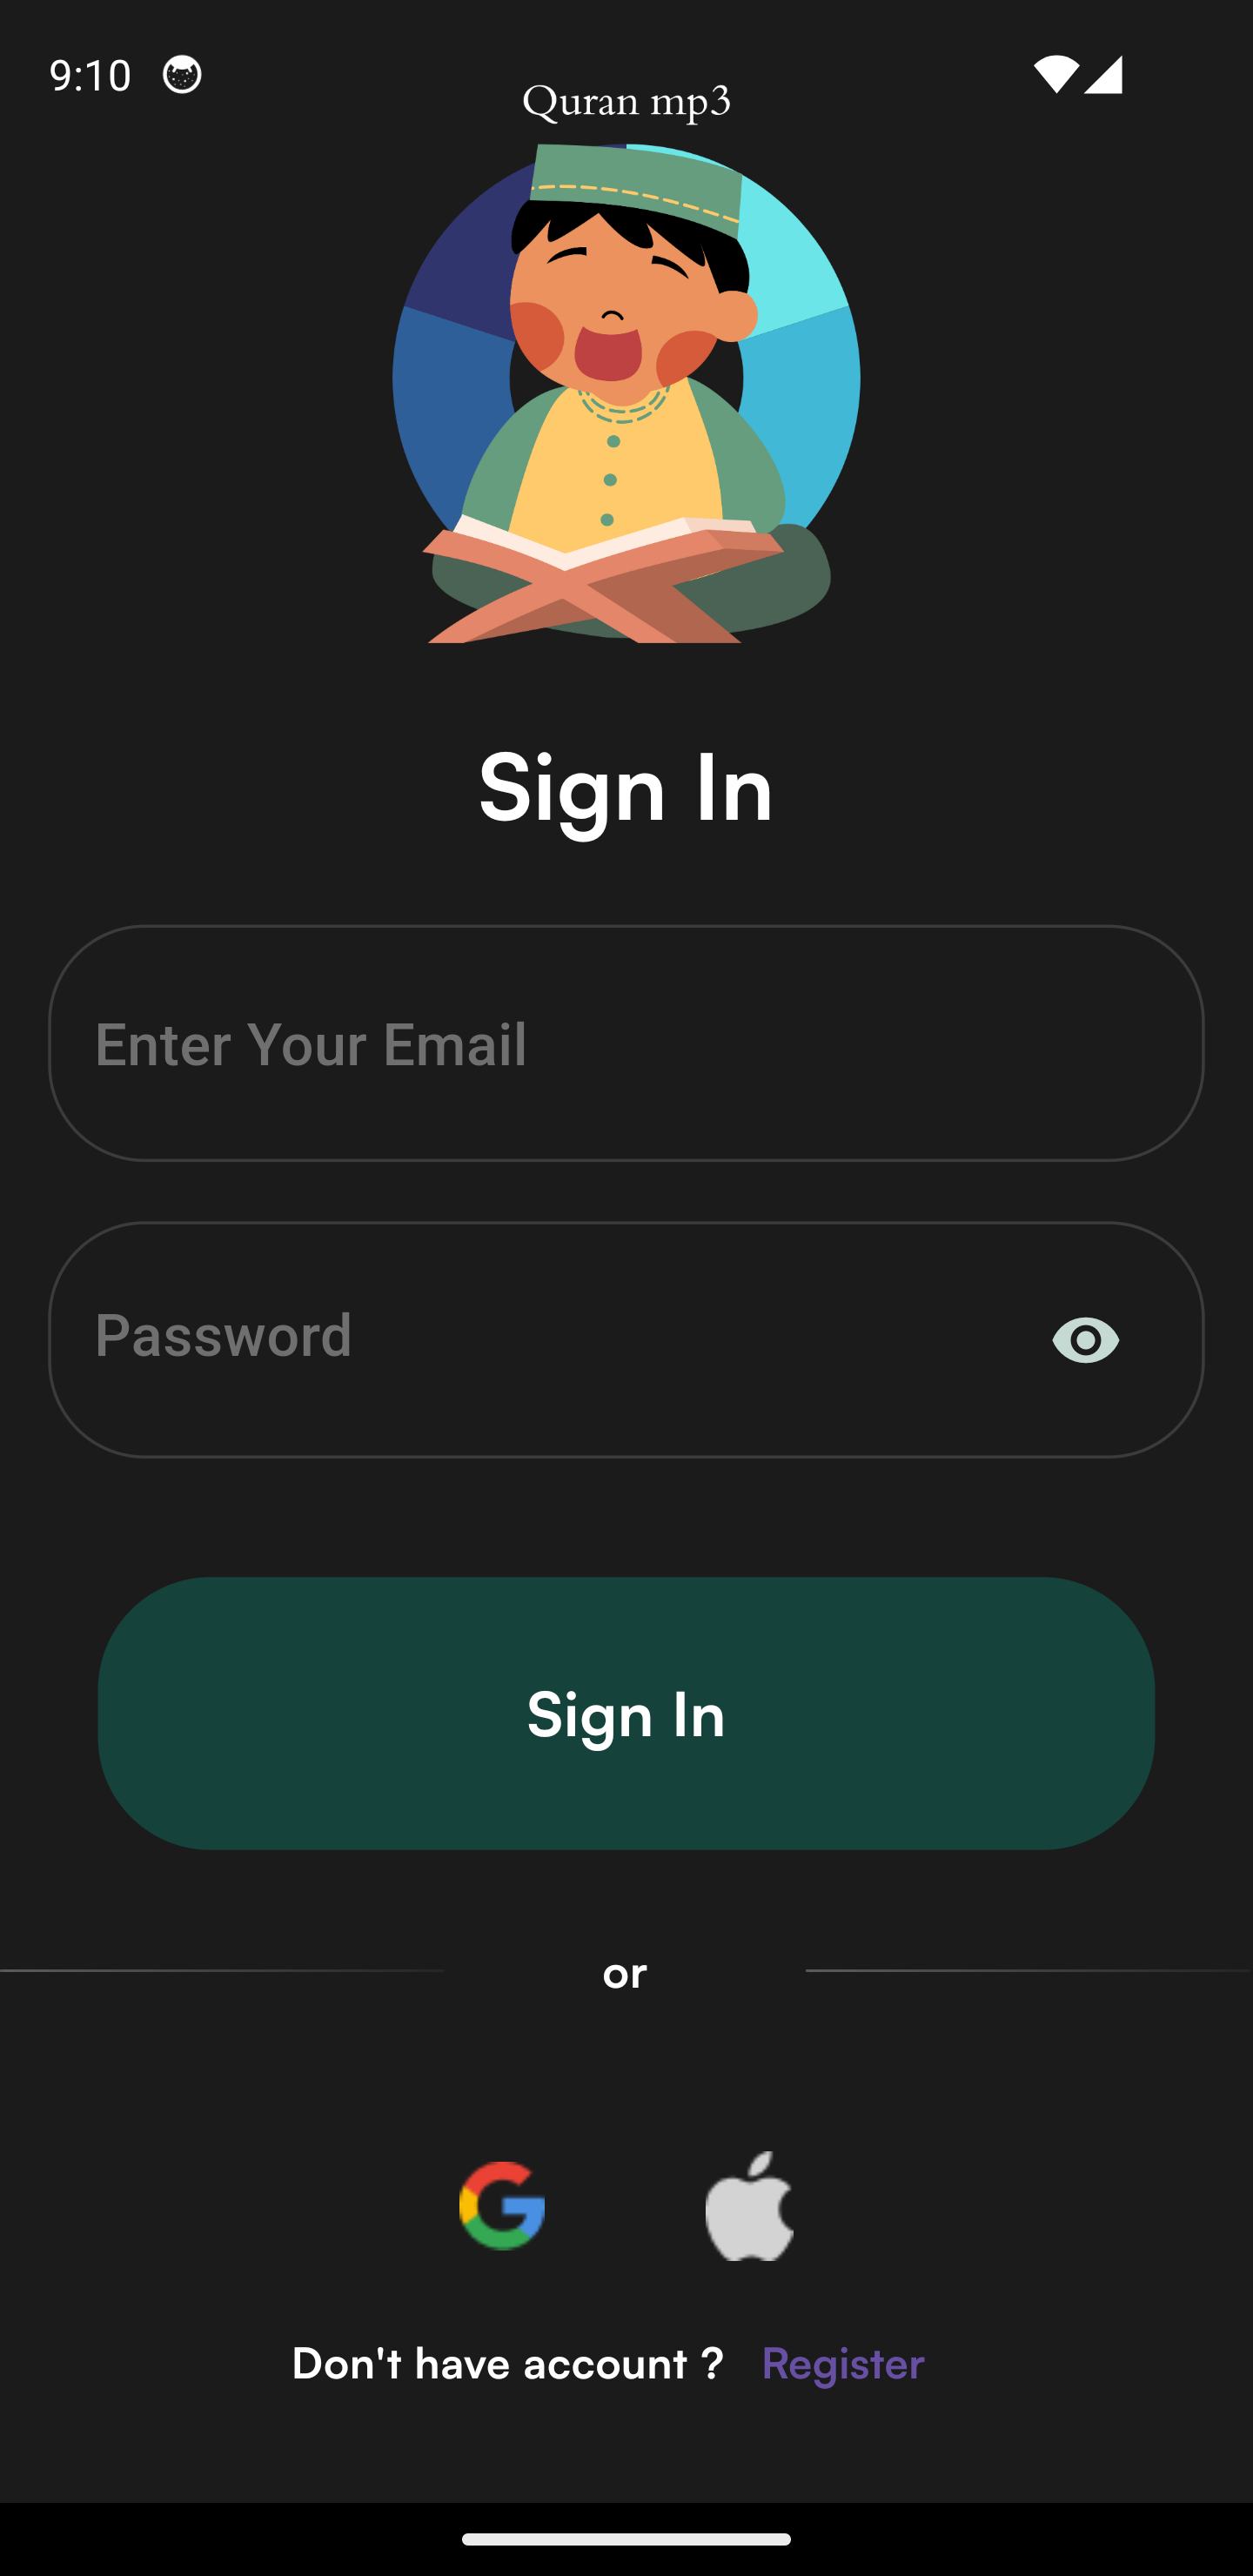 9:10
Quran mp3
Sign In
Enter Your Email
Password
Sign In
or
Don't have account ? Register